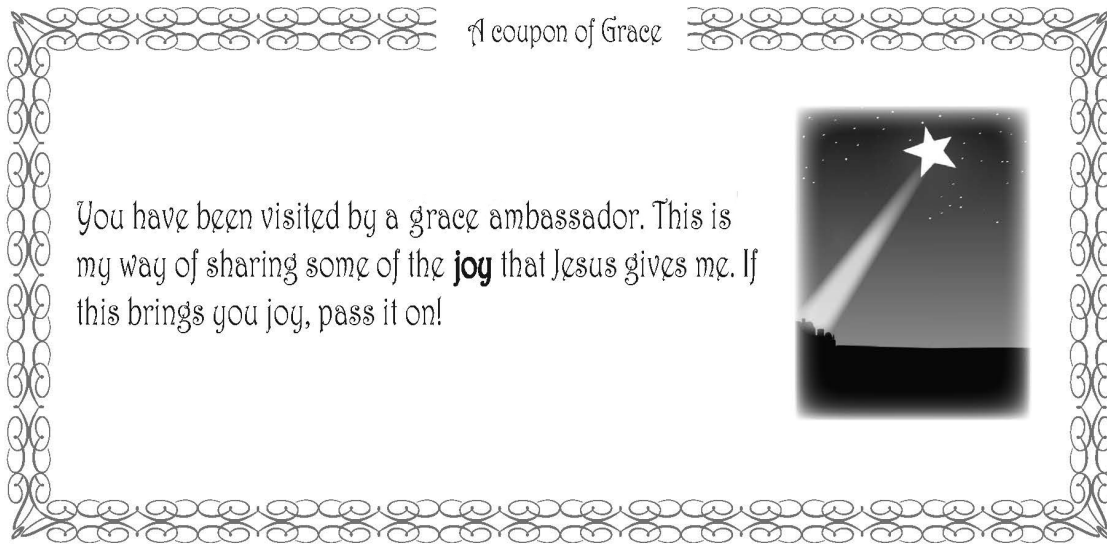 A coupon of Grace
You have been visited by a grace ambassador. This is
my way of sharing some of the joy that Jesus gives me. If
this brings you joy, pass it on!